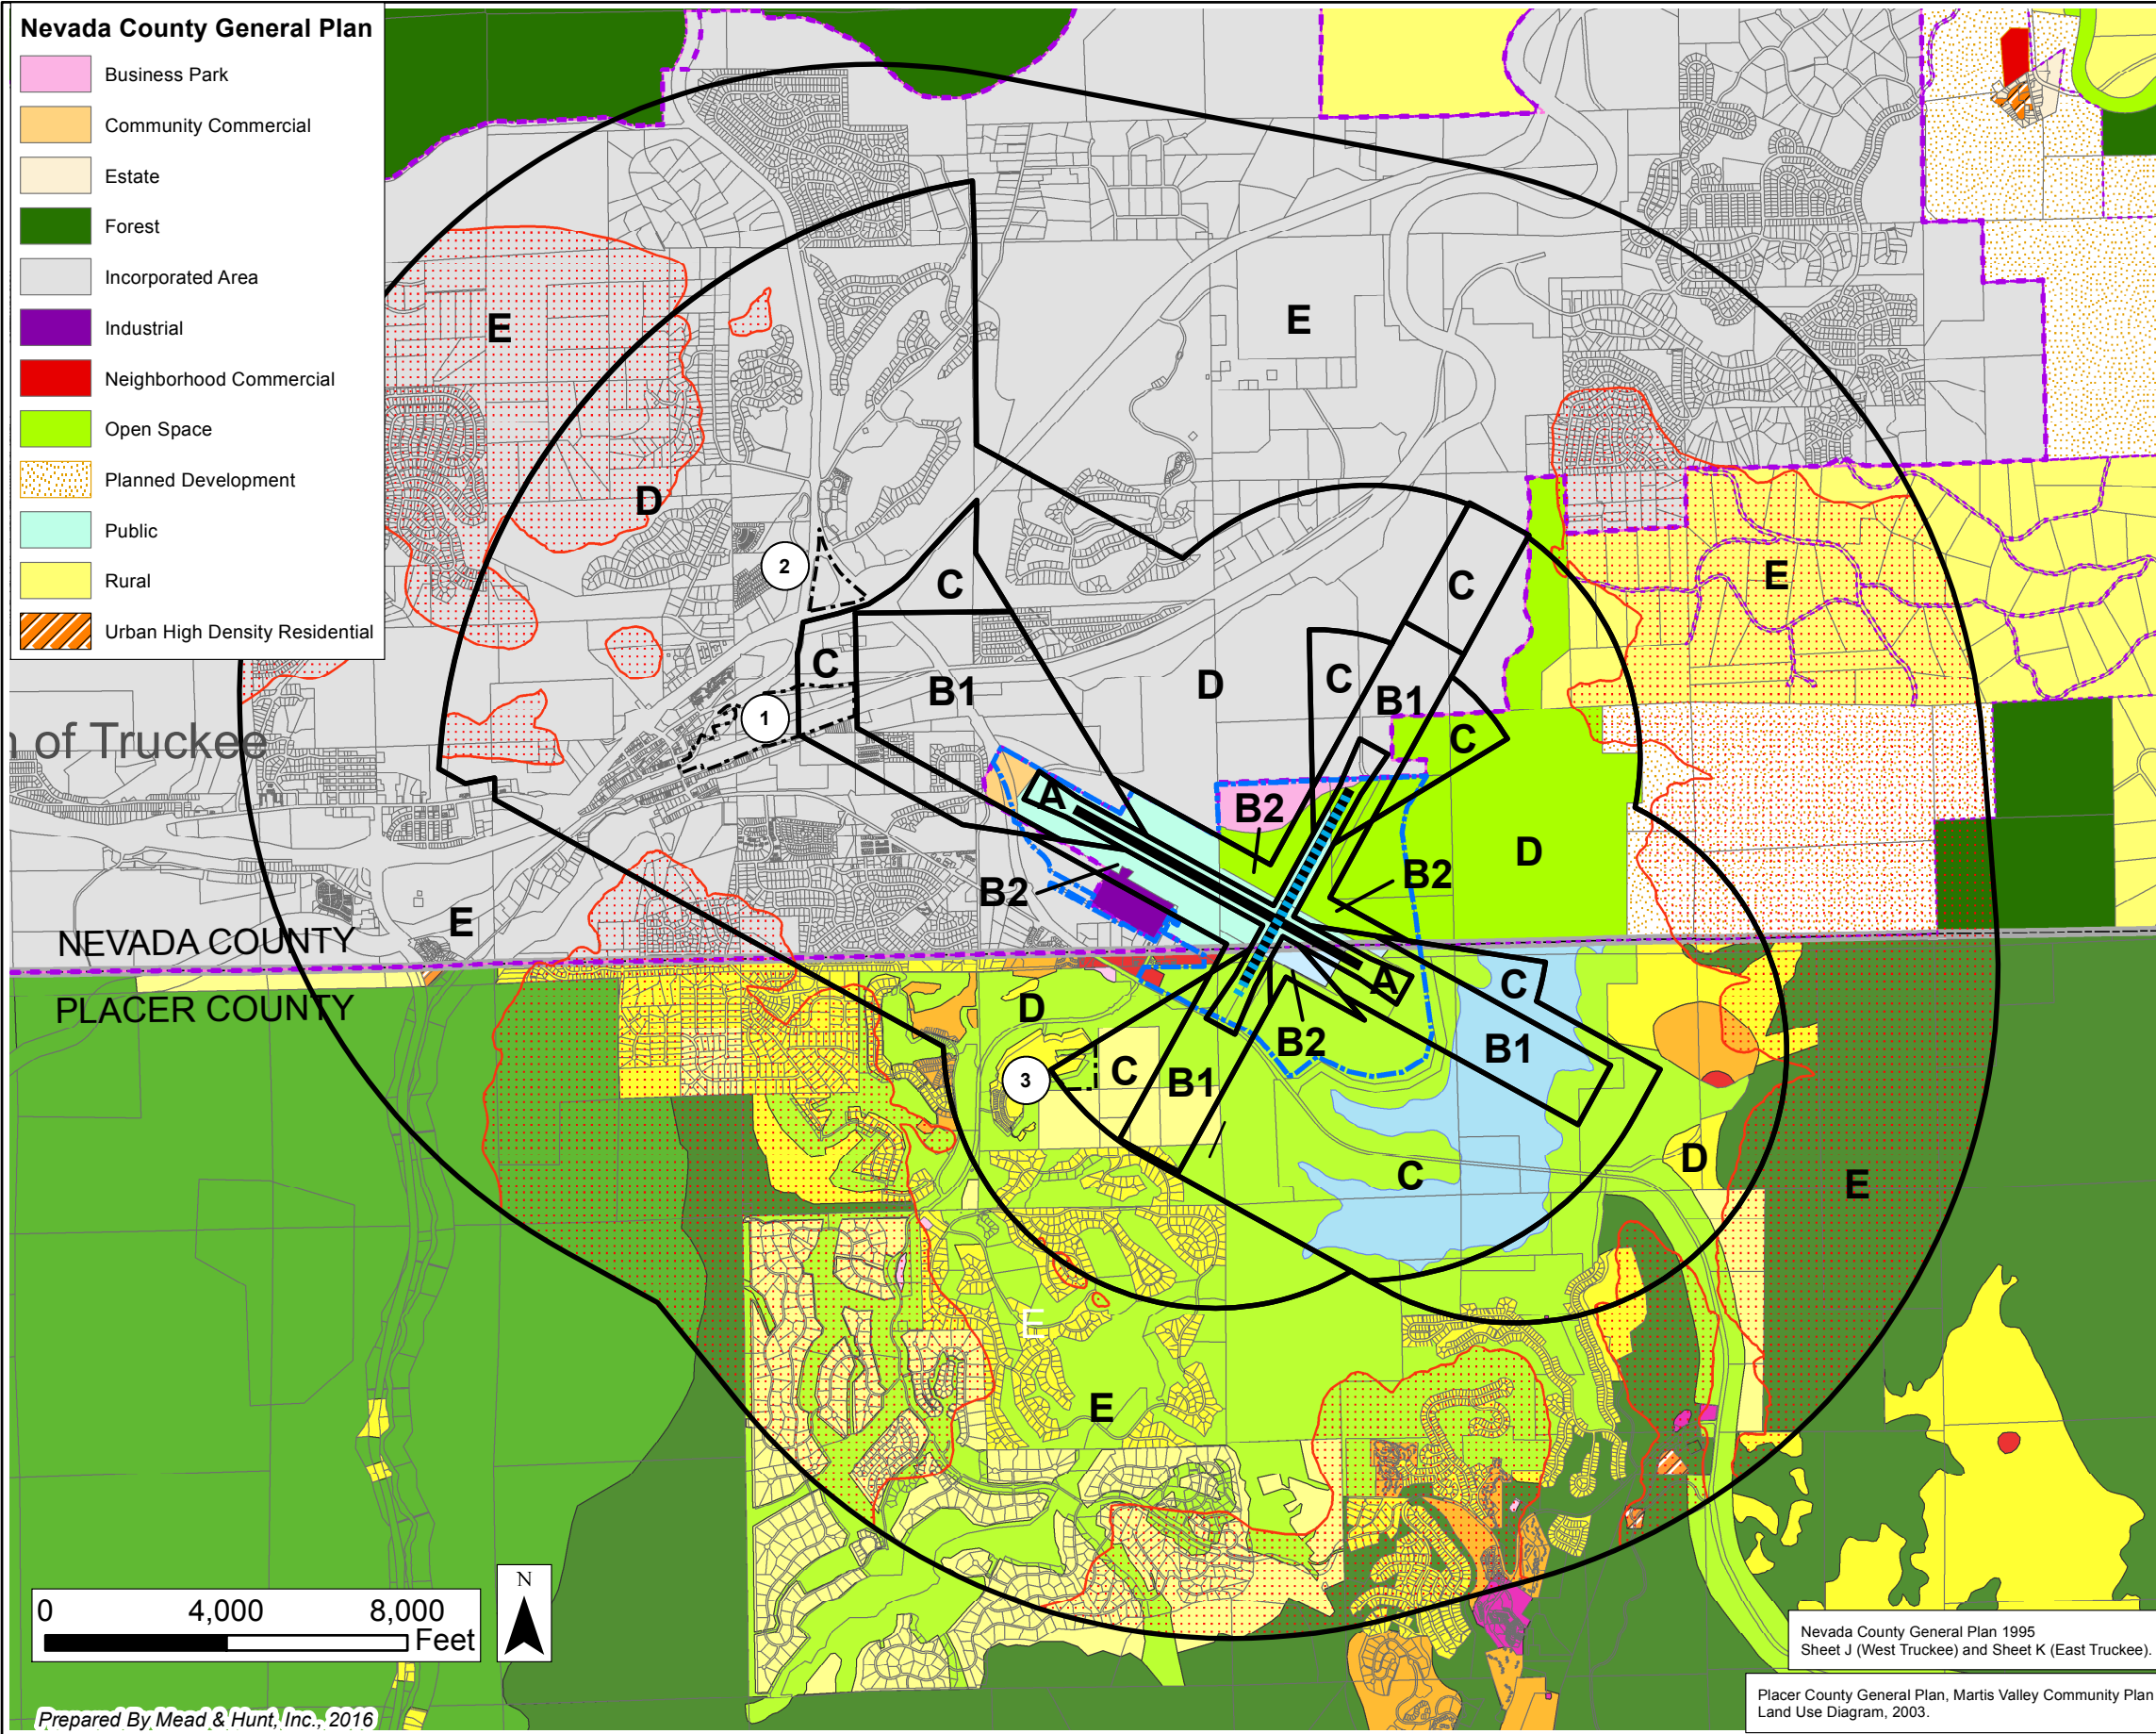 Nevada County General Plan
Business Park
Community Commercial
Estate
Forest
Incorporated Area
Industrial
Neighborhood Commercial
Open Space
Planned Development
Public
Rural
Urban High Density Residential
E
E
D
2
C
C
E
C
1
B1
D
C
B1
C
n of Truckee
A
B2
D
B2
B2
E
NEVADA COUNTY
PLACER COUNTY
D
A
C
B2
B1
3
C
B1
C
D
E
E
E
0 4,000 8,000
Feet
N
Nevada County General Plan 1995
Sheet J (West Truckee) and Sheet K (East Truckee).
Placer County General Plan, Martis Valley Community Plan
Land Use Diagram, 2003.
Prepared By Mead & Hunt, Inc., 2016